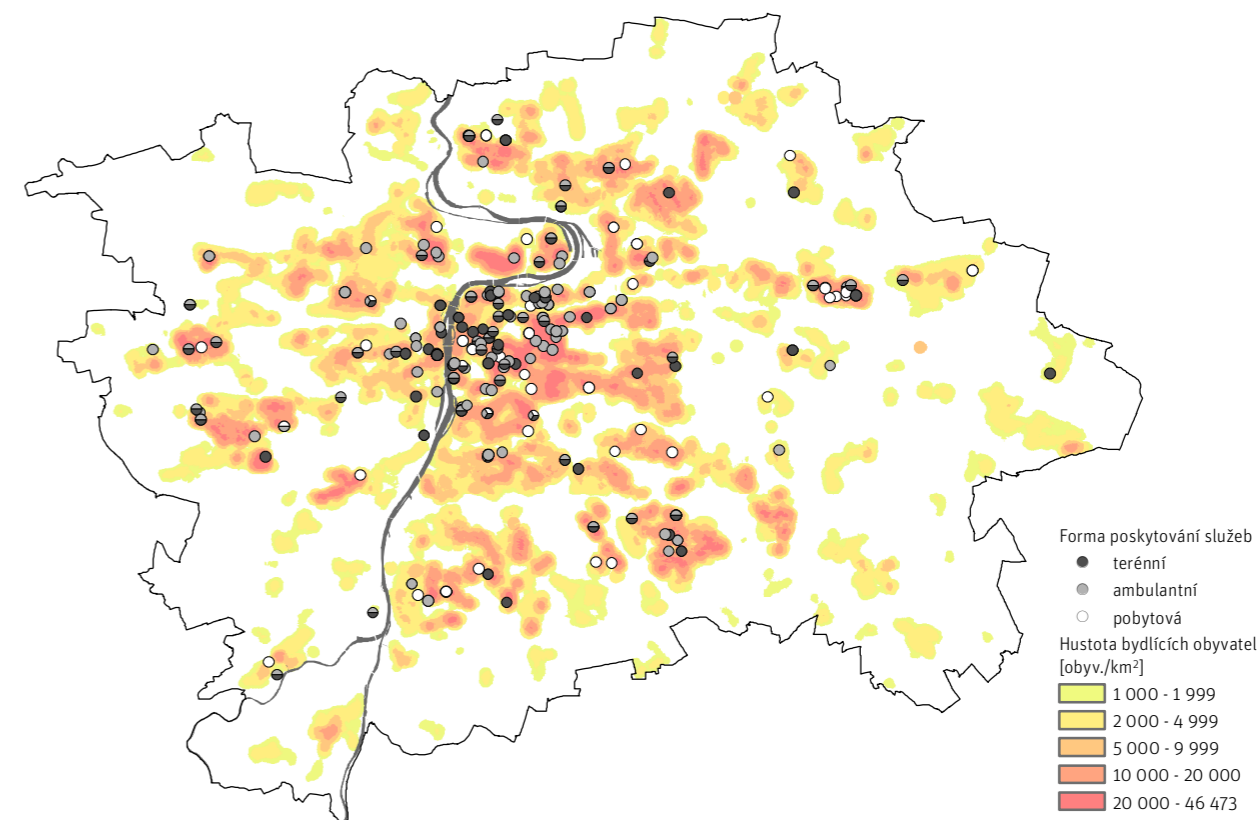 Forma poskytování služeb
terénní
ambulantní
pobytová
Hustota bydlících obyvatel
[obyv./km²]
1 000 - 1 999
2 000 - 4 999
5 000 - 9 999
10 000 - 20 000
20 000 - 46 473